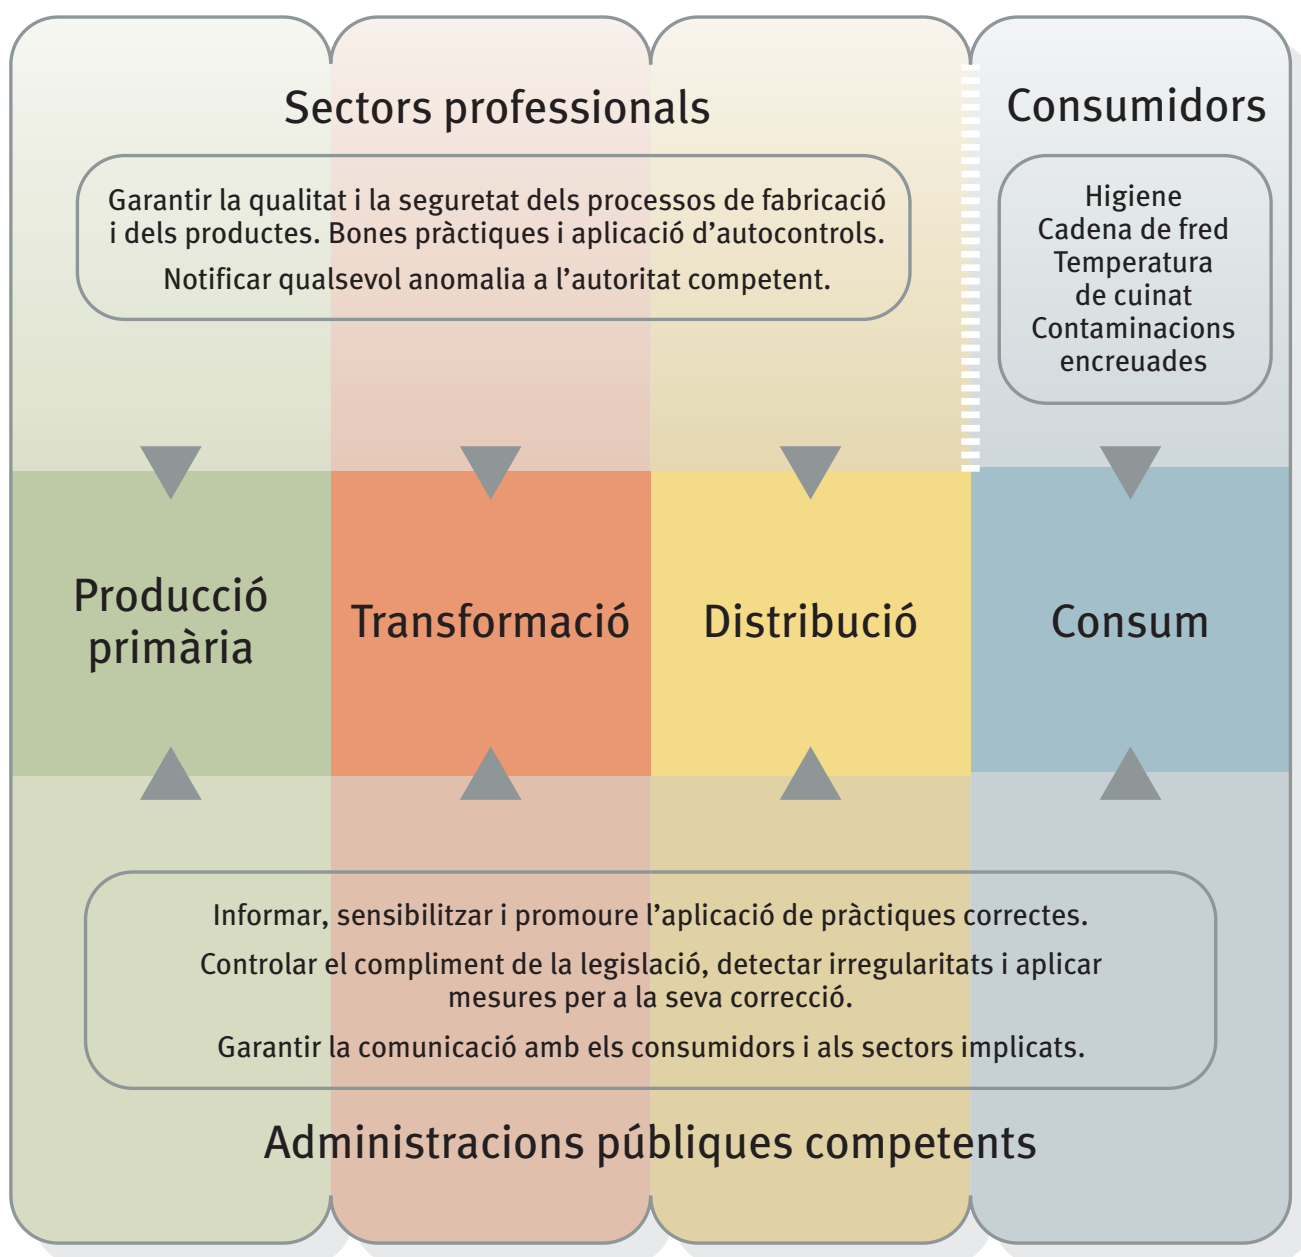 Sectors professionals
Garantir la qualitat i la seguretat dels processos de fabricació
i dels productes. Bones pràctiques i aplicació d'autocontrols.
Notificar qualsevol anomalia a l'autoritat competent.
Consumidors
Higiene
Cadena de fred
Temperatura
de cuinat
Contaminacions
encreuades
Producció
primària
Transformació
Distribució
Consum
Informar, sensibilitzar i promoure l'aplicació de pràctiques correctes.
Controlar el compliment de la legislació, detectar irregularitats i aplicar
mesures per a la seva correcció.
Garantir la comunicació amb els consumidors i als sectors implicats.
Administracions públiques competents